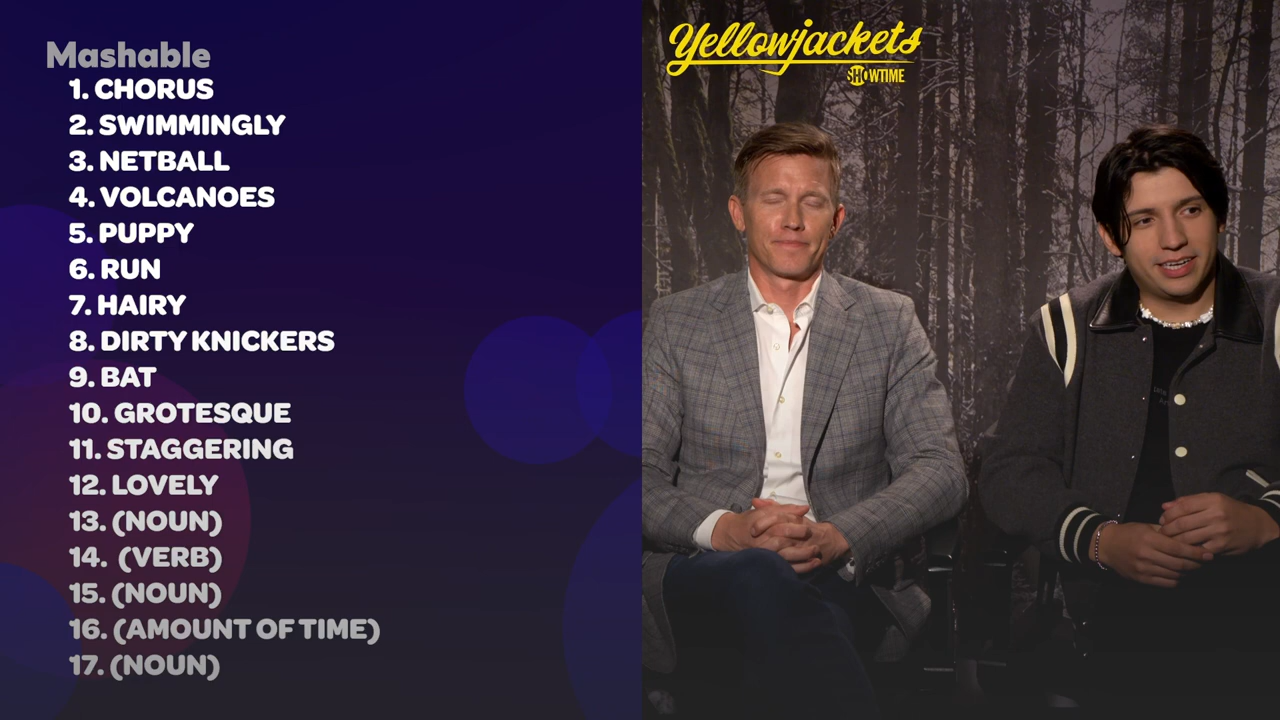 Mashable
1. CHORUS
2. SWIMMINGLY
3. NETBALL
4. VOLCANOES
5. PUPPY
6. RUN
7. HAIRY
8. DIRTY KNICKERS
9. BAT
10. GROTESQUE
11. STAGGERING
12. LOVELY
13. (NOUN)
14. (VERB)
15. (NOUN)
16. (AMOUNT OF TIME)
17. (NOUN)
Yellowjackets
SHOWTIME